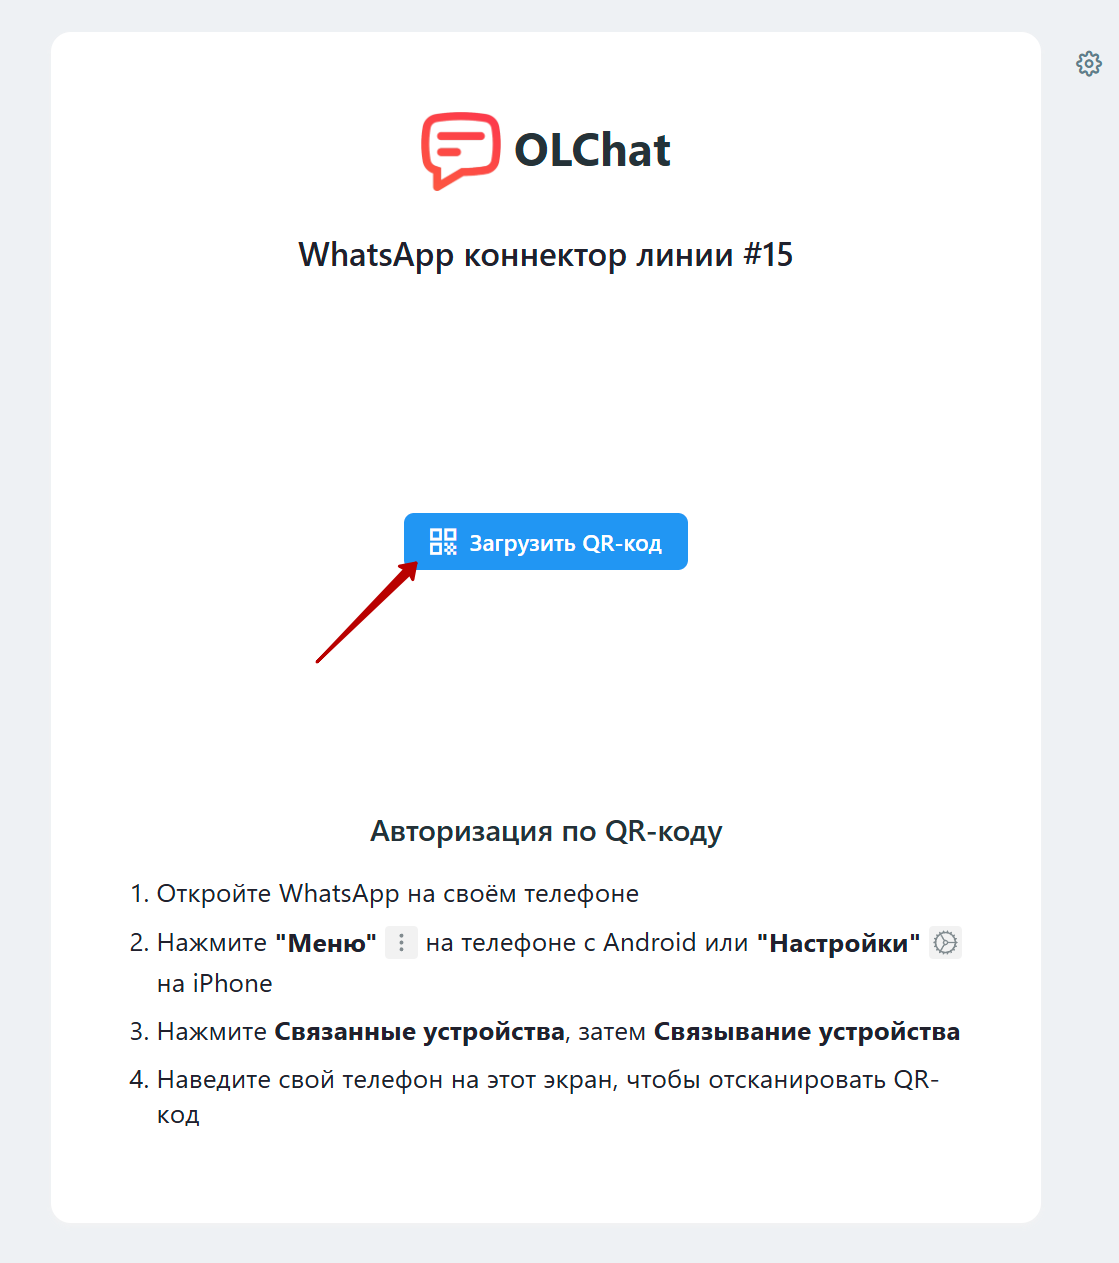 OLChat
WhatsApp коннектор линии #15
Загрузить QR-код
Авторизация по QR-коду
1. Откройте WhatsApp на своём телефоне
2. Нажмите "Меню" на телефоне с Android или "Настройки"
на iPhone
3. Нажмите Связанные устройства, затем Связывание устройства
4. Наведите свой телефон на этот экран, чтобы отсканировать QR-
код